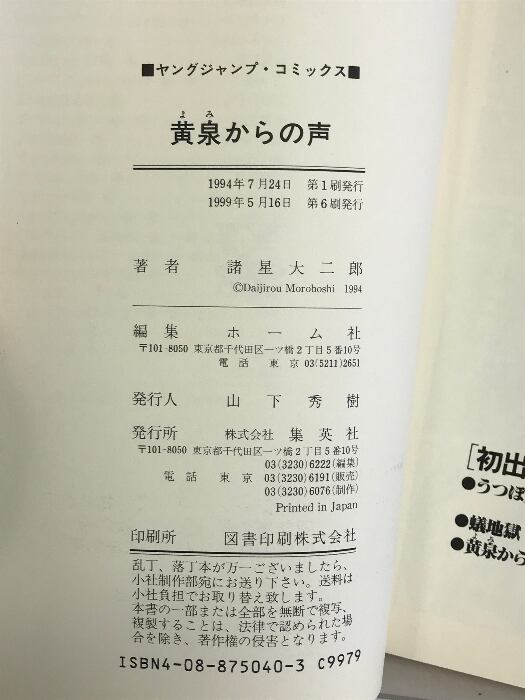 ■ヤングジャンプ・コミックス■
よみ
黄泉からの声
1994年7月24日 第1刷発行
1999年5月16日 第6刷発行
著者 諸星大二郎
©Daijirou Moroboshi 1994
編集 ホーム社
〒101-8050 東京都千代田区一ツ橋2丁目5番10号
電話 東京 03(5211)2651
発行人 山下秀樹
発行所 株式会社 集英社
〒101-8050 東京都千代田区一ツ橋2丁目5番10号
03(3230)6222(編集)
電話 東京 03(3230)6191(販売)
03(3230)6076(制作)
Printed in Japan
印刷所 図書印刷株式会社
乱丁、落丁本が万一ございましたら、
小社制作部宛にお送り下さい。送料は
小社負担でお取り替え致します。
本書の一部または全部を無断で複写、
複製することは、法律で認められた場
合を除き、著作権の侵害となります。
ISBN4-08-875040-3 C9979
[初出
●うつぼ
●蟻地獄
●黄泉から